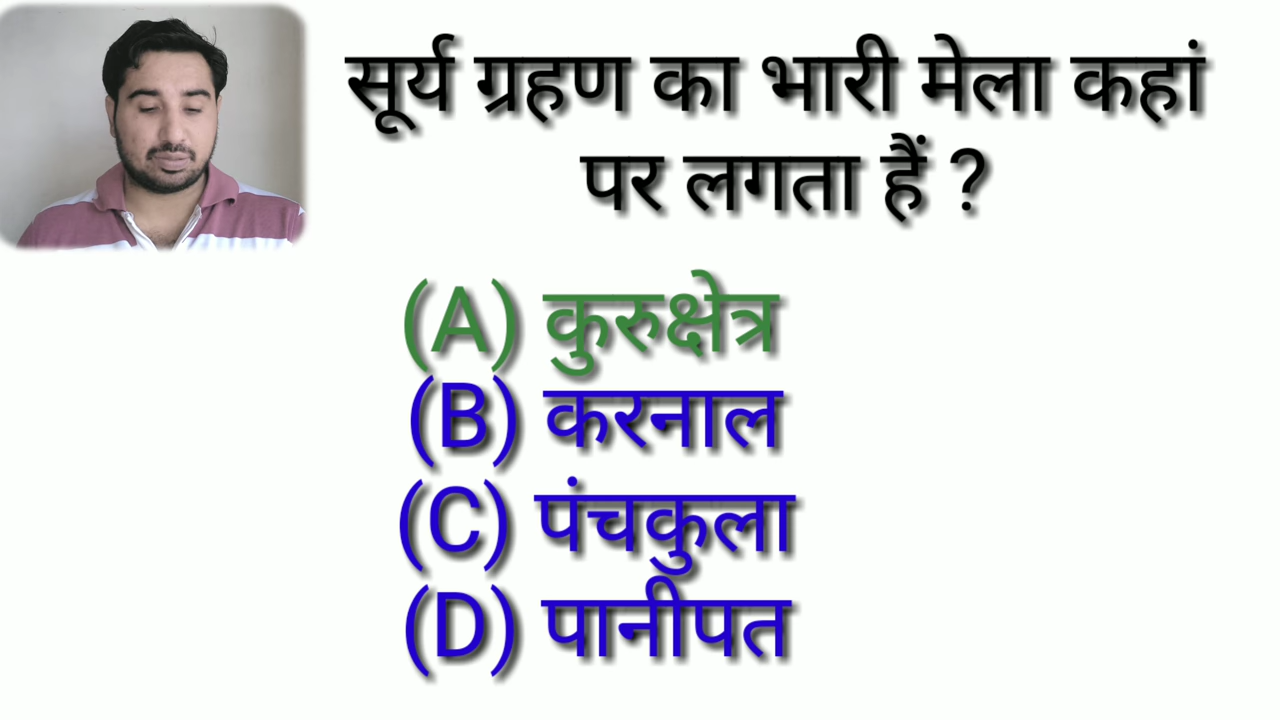 सूर्य ग्रहण का भारी मेला कहां
पर लगता हैं ?
(A) कुरुक्षेत्र
(B) करनाल
(C) पंचकुला
(D) पानीपत